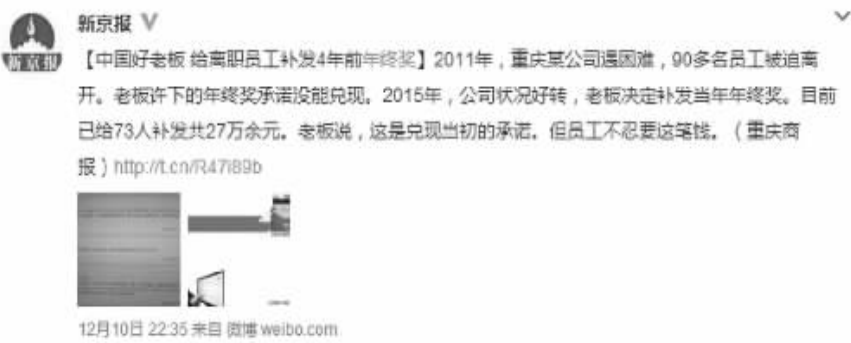 新京报 V
【中国好老板 给离职员工补发4年前年终奖】2011年，重庆某公司遇困难，90多名员工被迫离
开。老板许下的年终奖承诺没能兑现。2015年，公司状况好转，老板决定补发当年年终奖。目前
已给73人补发共27万余元。老板说，这是兑现当初的承诺。但员工不忍要这笔钱。（重庆商
报）http://t.cn/R47i89b
12月10日 22:35 来自 微博 weibo.com